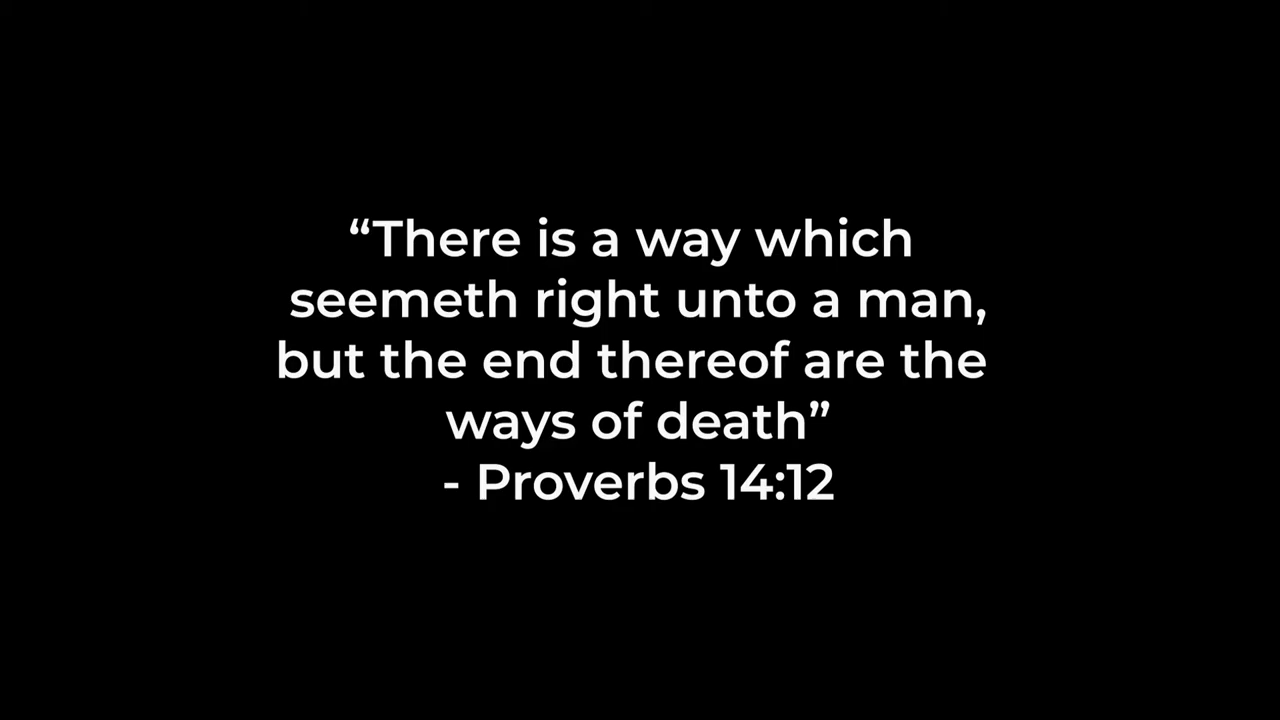 “There is a way which
seemeth right unto a man,
but the end thereof are the
ways of death”
- Proverbs 14:12